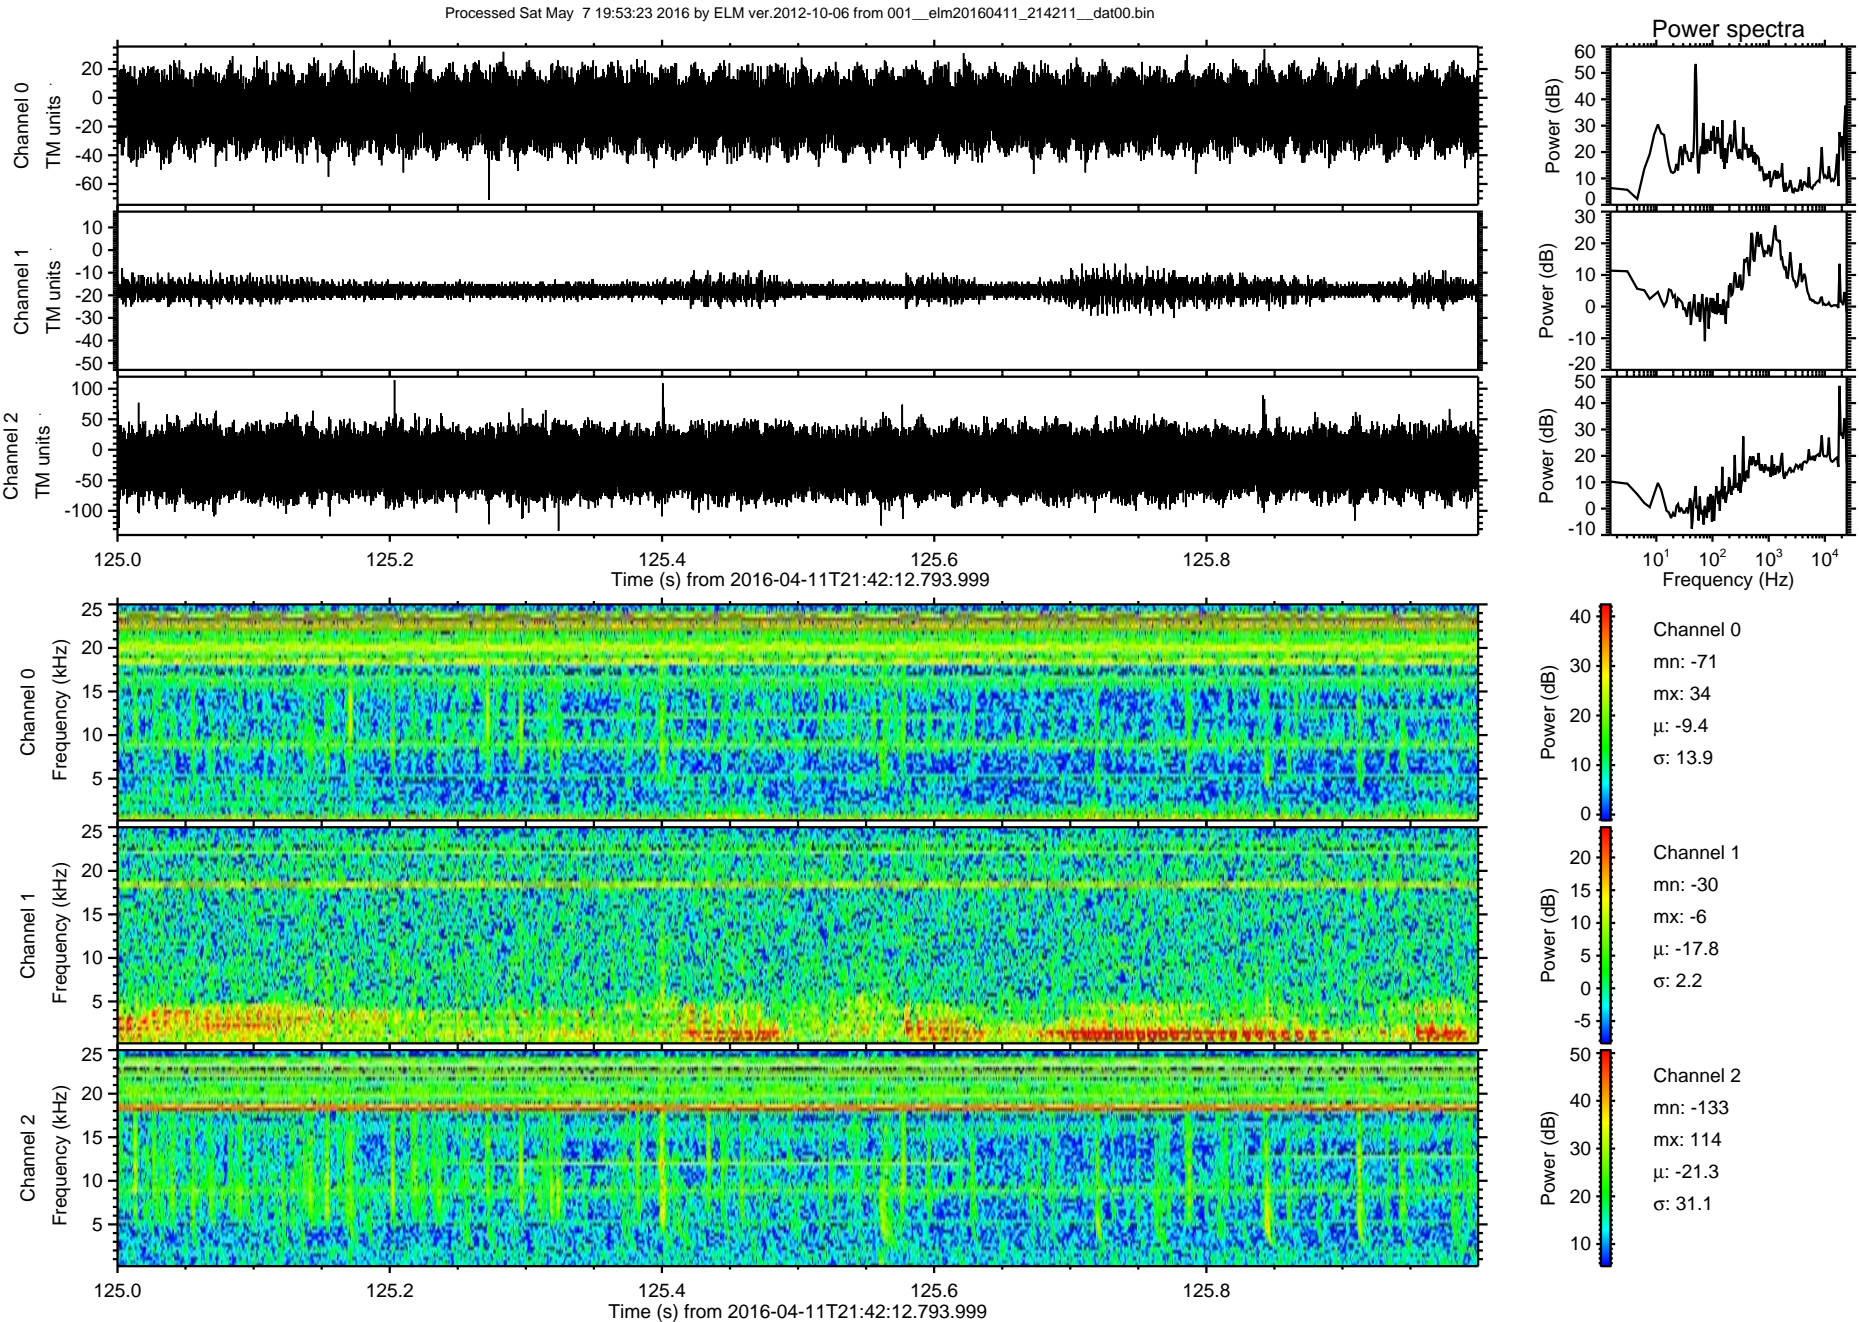 Processed Sat May 7 19:53:23 2016 by ELM ver.2012-10-06 from 001__elm20160411_214211__dat00.bin
Power spectra
Channel 0
TM units
20
0
-20
-40
-60
Power (dB)
60
50
40
30
20
10
0
Channel 1
TM units
10
0
-10
-20
-30
-40
-50
Power (dB)
30
20
10
0
-10
-20
Channel 2
TM units
100
50
0
-50
-100
Power (dB)
50
40
30
20
10
0
-10
125.0 125.2 125.4 125.6 125.8
Time (s) from 2016-04-11T21:42:12.793.999
10^1 10^2 10^3 10^4
Frequency (Hz)
Channel 0
Frequency (kHz)
25
20
15
10
5
Power (dB)
40
30
20
10
0
Channel 0
mn: -71
mx: 34
µ: -9.4
σ: 13.9
Channel 1
Frequency (kHz)
25
20
15
10
5
Power (dB)
20
15
10
5
0
-5
Channel 1
mn: -30
mx: -6
µ: -17.8
σ: 2.2
Channel 2
Frequency (kHz)
25
20
15
10
5
Power (dB)
50
40
30
20
10
Channel 2
mn: -133
mx: 114
µ: -21.3
σ: 31.1
125.0 125.2 125.4 125.6 125.8
Time (s) from 2016-04-11T21:42:12.793.999